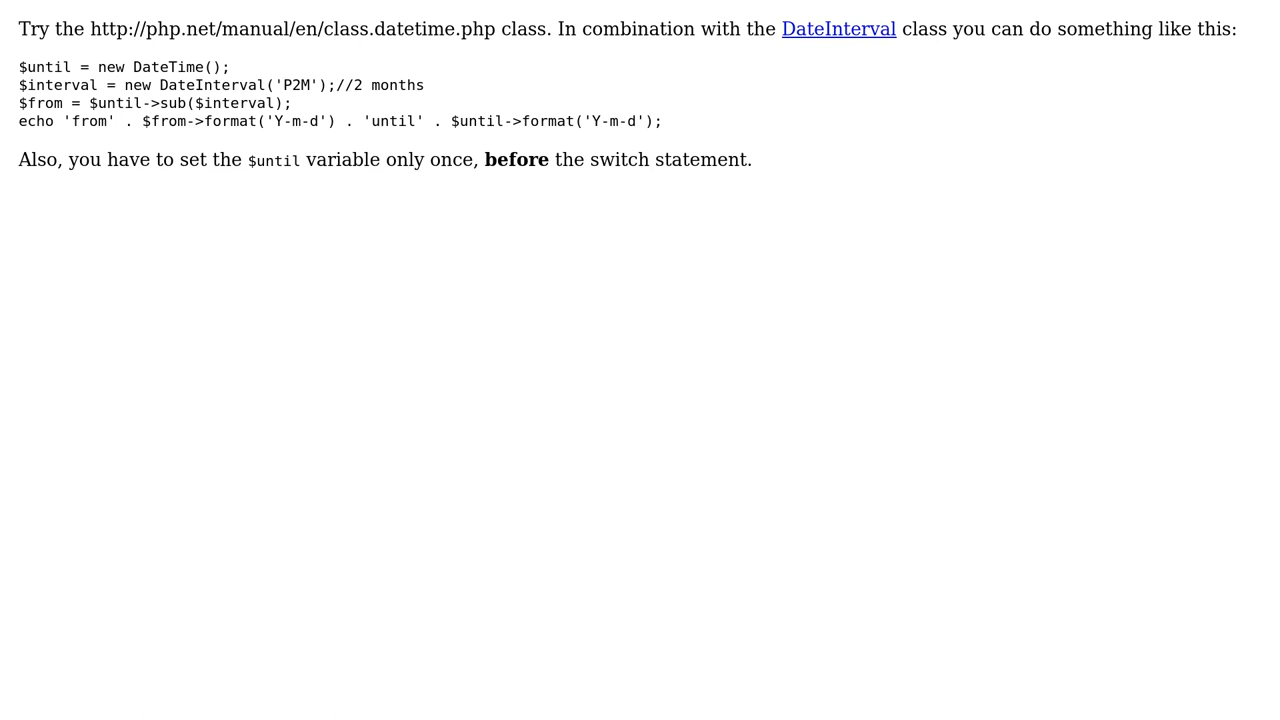 Try the http://php.net/manual/en/class.datetime.php class. In combination with the DateInterval class you can do something like this:
$until = new DateTime();
$interval = new DateInterval('P2M');//2 months
$from = $until->sub($interval);
echo 'from' . $from->format('Y-m-d') . 'until' . $until->format('Y-m-d');
Also, you have to set the $until variable only once, before the switch statement.